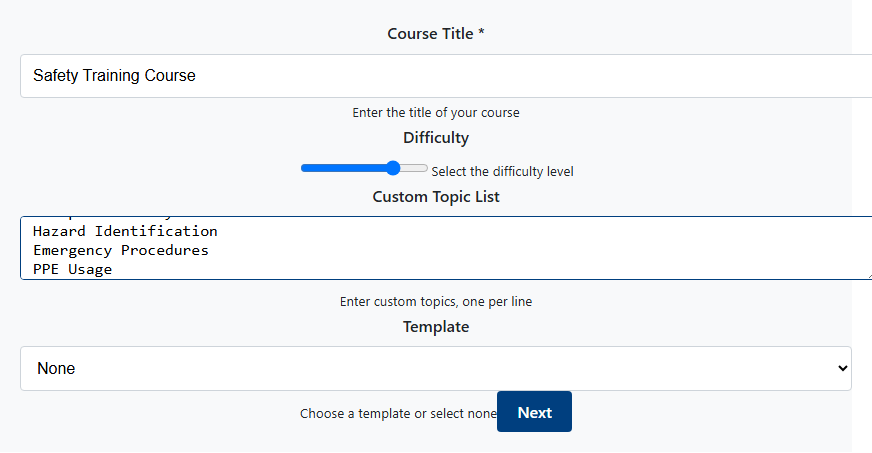 Course Title *
Safety Training Course
Enter the title of your course
Difficulty
Select the difficulty level
Custom Topic List
Hazard Identification
Emergency Procedures
PPE Usage
Enter custom topics, one per line
Template
None
Choose a template or select none Next